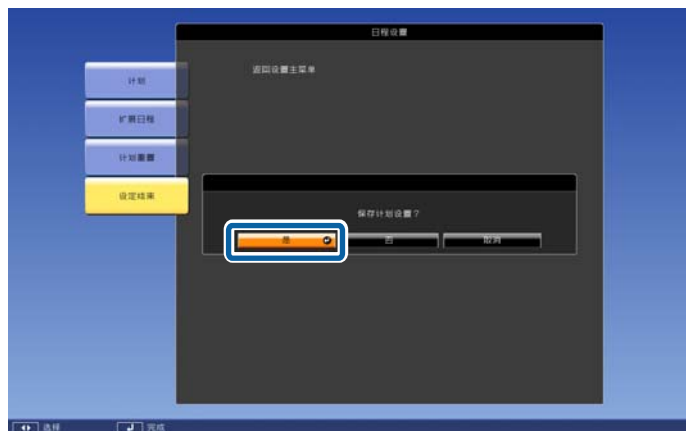 日程设置
返回设置主菜单
计划
扩展日程
计划重置
设定结束
保存计划设置？
是
否
取消
选择
完成